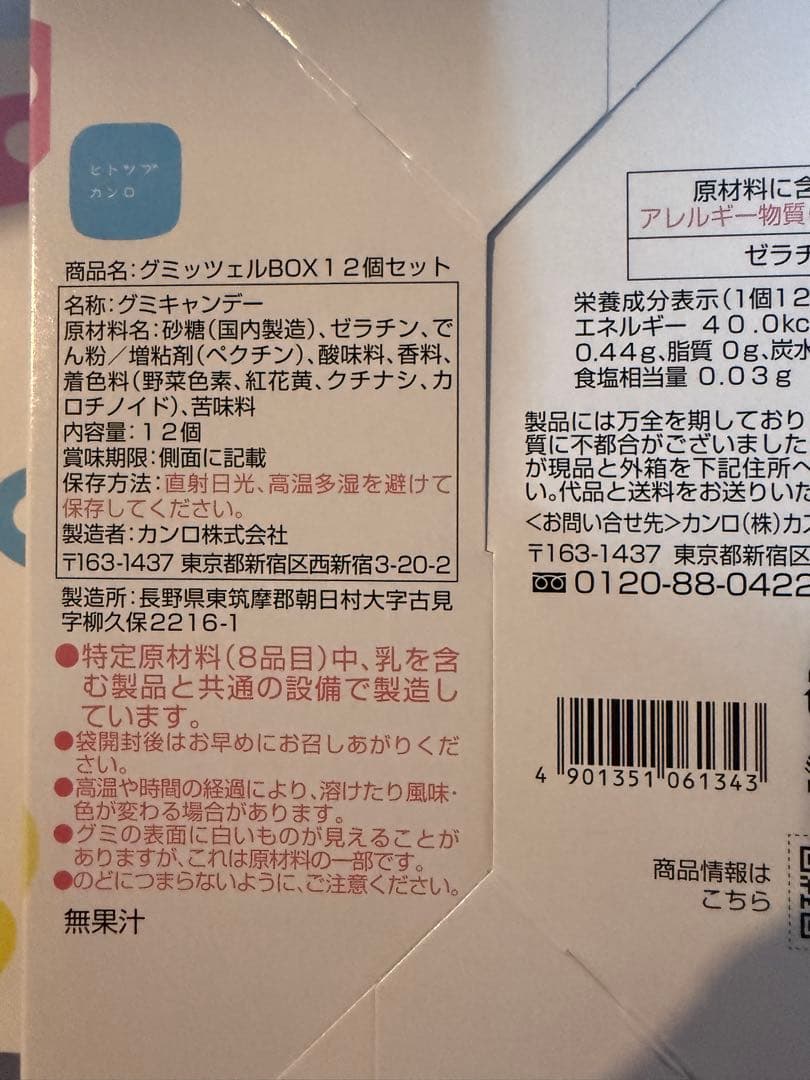 ヒトツブ
カンロ
商品名:グミッツェルBOX12個セット
名称:グミキャンデー
原材料名:砂糖(国内製造)、ゼラチン、で
ん粉/増粘剤(ペクチン)、酸味料、香料、
着色料(野菜色素、紅花黄、クチナシ、カ
ロチノイド)、苦味料
内容量:12個
賞味期限:側面に記載
保存方法:直射日光、高温多湿を避けて
保存してください。
製造者:カンロ株式会社
〒163-1437 東京都新宿区西新宿3-20-2
製造所:長野県東筑摩郡朝日村大字古見
字柳久保2216-1
●特定原材料(8品目)中、乳を含
む製品と共通の設備で製造し
ています。
●袋開封後はお早めにお召しあがりくだ
さい。
●高温や時間の経過により、溶けたり風味・
色が変わる場合があります。
●グミの表面に白いものが見えることが
ありますが、これは原材料の一部です。
●のどにつまらないように、ご注意ください。
無果汁
原材料に含
アレルギー物質
ゼラチ
栄養成分表示(1個12
エネルギー 40.0kc
0.44g、脂質 0g、炭水
食塩相当量 0.03g
製品には万全を期しており
質に不都合がございました
が現品と外箱を下記住所へ
い。代品と送料をお送りいた
<お問い合せ先>カンロ(株)カス
〒163-1437 東京都新宿区
0120-88-0422
4 901351 061343
商品情報は
こちら